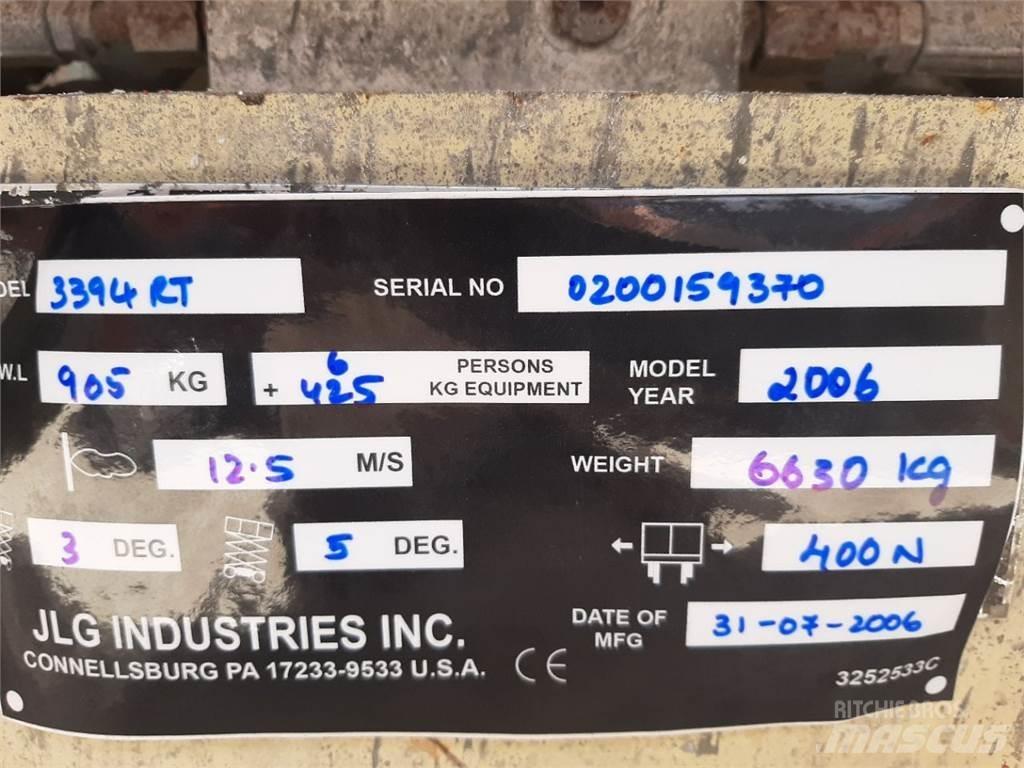 DEL 3394 RT SERIAL NO 0200159370
W.L 905 KG + 6 PERSONS
425 KG EQUIPMENT
MODEL YEAR 2006
12.5 M/S WEIGHT 6630 kg
3 DEG. 5 DEG. 400N
JLG INDUSTRIES INC.
CONNELLSBURG PA 17233-9533 U.S.A. CE
DATE OF MFG 31-07-2006
3252533C
RITCHIE BROS.
MASCUS